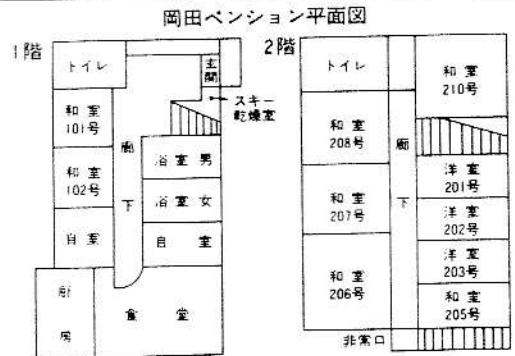 岡田ペンション平面図
1階
トイレ
玄関
スキー
乾燥室
和室
101号
廊下
浴室 男
和室
102号
浴室 女
自室
自室
厨房
食堂
2階
トイレ
和室
210号
和室
208号
廊下
洋室
201号
和室
207号
洋室
202号
洋室
203号
和室
206号
和室
205号
非常口